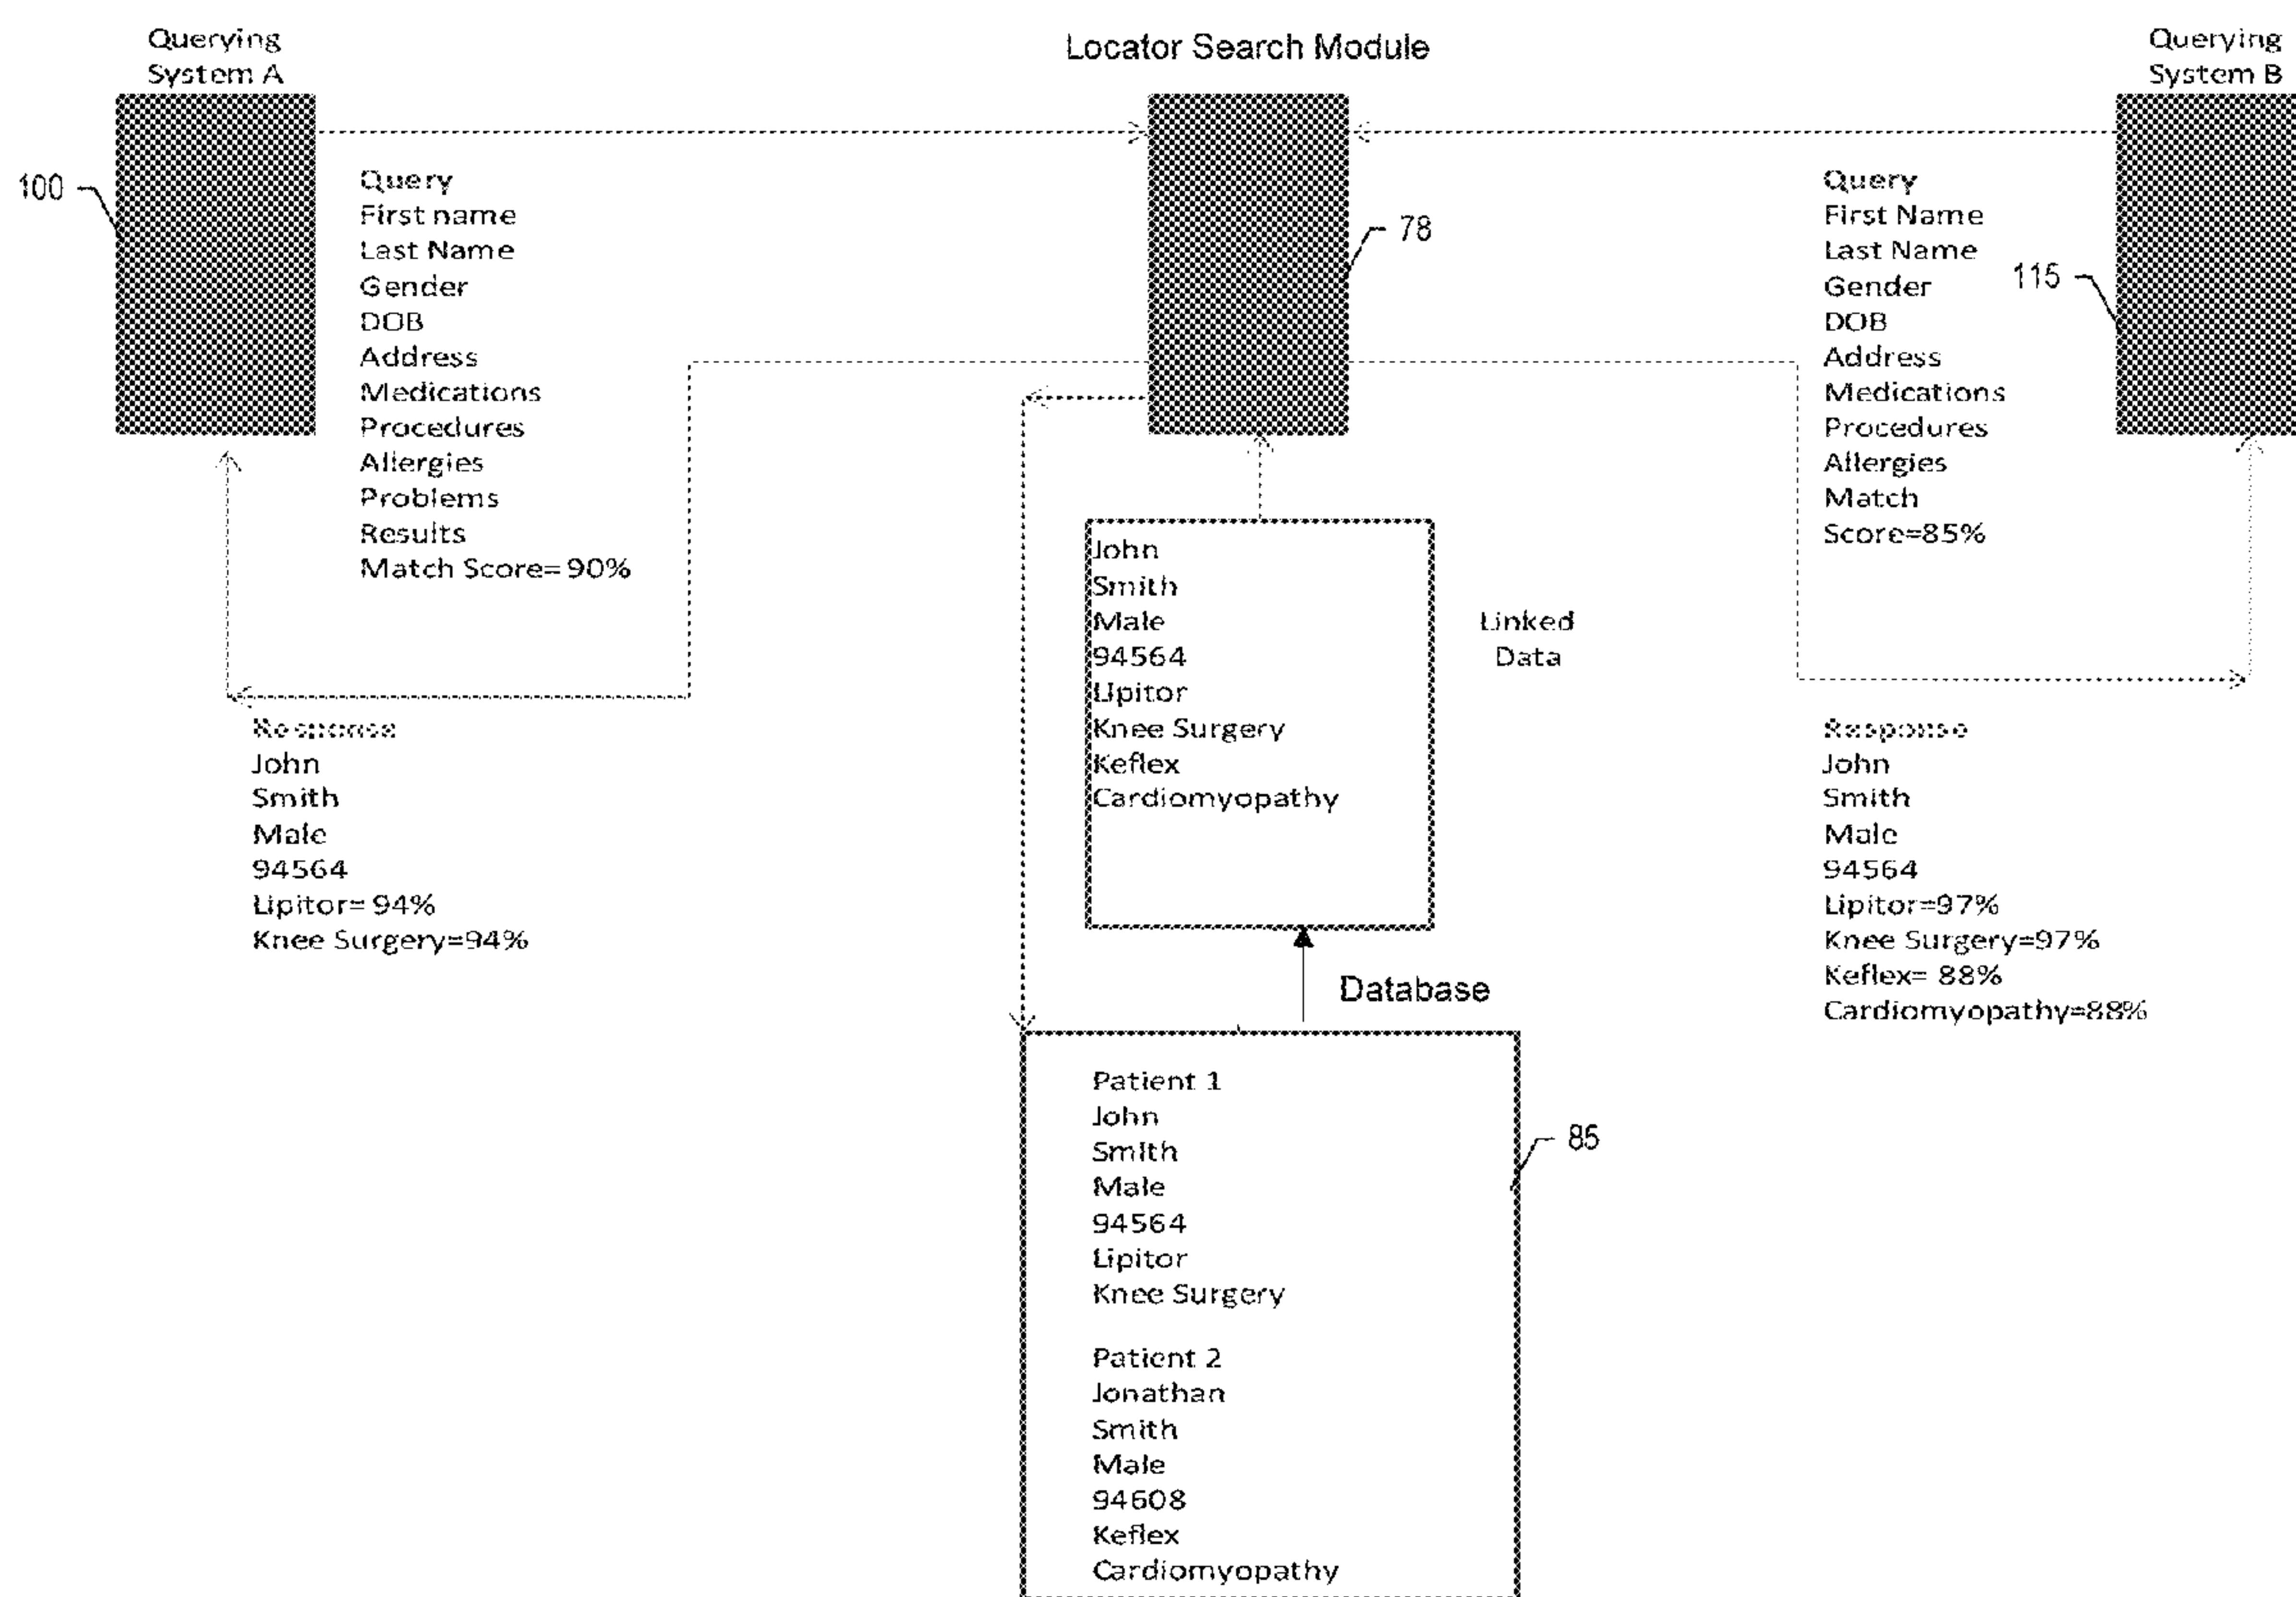 Querying
System A
100
Query
First name
Last Name
Gender
DOB
Address
Medications
Procedures
Allergies
Problems
Results
Match Score= 90%
Response
John
Smith
Male
94564
Lipitor= 94%
Knee Surgery=94%
Locator Search Module
78
John
Smith
Male
94564
Lipitor
Knee Surgery
Keflex
Cardiomyopathy
Linked
Data
Database
Patient 1
John
Smith
Male
94564
Lipitor
Knee Surgery
Patient 2
Jonathan
Smith
Male
94608
Keflex
Cardiomyopathy
85
Querying
System B
115
Query
First Name
Last Name
Gender
DOB
Address
Medications
Procedures
Allergies
Match
Score=85%
Response
John
Smith
Male
94564
Lipitor=97%
Knee Surgery=97%
Keflex= 88%
Cardiomyopathy=88%